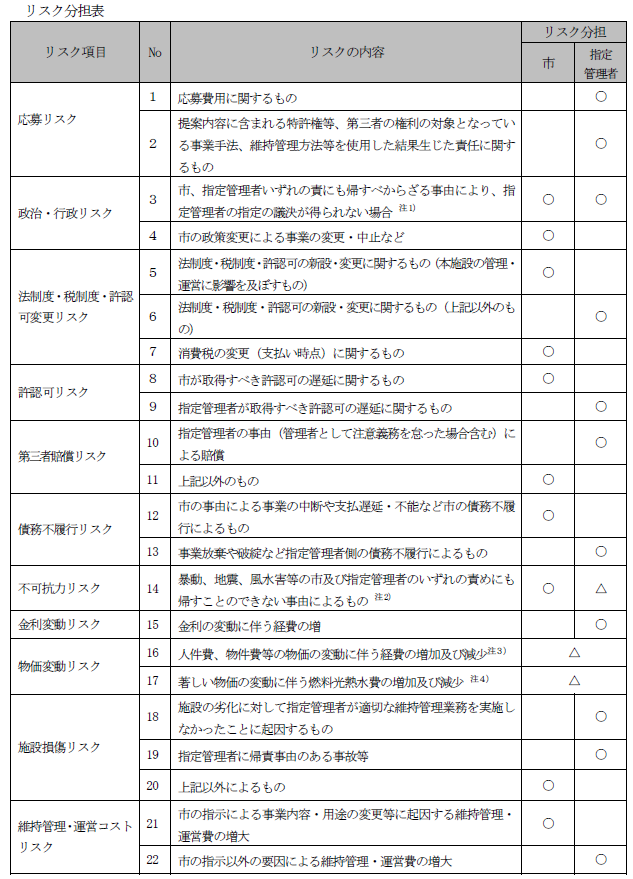 リスク分担表
リスク項目
No
リスクの内容
リスク分担
市
指定
管理者
応募リスク
1
応募費用に関するもの
○
2
提案内容に含まれる特許権等、第三者の権利の対象となってい
る事業手法、維持管理方法等を使用した結果生じた責任に関す
るもの
○
政治・行政リスク
3
市、指定管理者いずれの責にも帰すべからざる事由により、指
定管理者の指定の議決が得られない場合 注1)
○
○
4
市の政策変更による事業の変更・中止など
○
法制度・税制度・許認
可変更リスク
5
法制度・税制度・許認可の新設・変更に関するもの（本施設の管理・
運営に影響を及ぼすもの）
○
6
法制度・税制度・許認可の新設・変更に関するもの（上記以外のも
の）
○
7
消費税の変更（支払い時点）に関するもの
○
許認可リスク
8
市が取得すべき許認可の遅延に関するもの
○
9
指定管理者が取得すべき許認可の遅延に関するもの
○
第三者賠償リスク
10
指定管理者の事由（管理者として注意義務を怠った場合含む）に
よる賠償
○
11
上記以外のもの
○
債務不履行リスク
12
市の事由による事業の中断や支払遅延・不能など市の債務不履
行によるもの
○
13
事業放棄や破綻など指定管理者側の債務不履行によるもの
○
不可抗力リスク
14
暴動、地震、風水害等の市及び指定管理者のいずれの責めにも
帰すことのできない事由によるもの 注2)
○
△
金利変動リスク
15
金利の変動に伴う経費の増
○
物価変動リスク
16
人件費、物件費等の物価の変動に伴う経費の増加及び減少注3)
△
17
著しい物価の変動に伴う燃料光熱水費の増加及び減少 注4)
△
施設損傷リスク
18
施設の劣化に対して指定管理者が適切な維持管理業務を実施し
なかったことに起因するもの
○
19
指定管理者に帰責事由のある事故等
○
20
上記以外によるもの
○
維持管理・運営コスト
リスク
21
市の指示による事業内容・用途の変更等に起因する維持管理・
運営費の増大
○
22
市の指示以外の要因による維持管理・運営費の増大
○